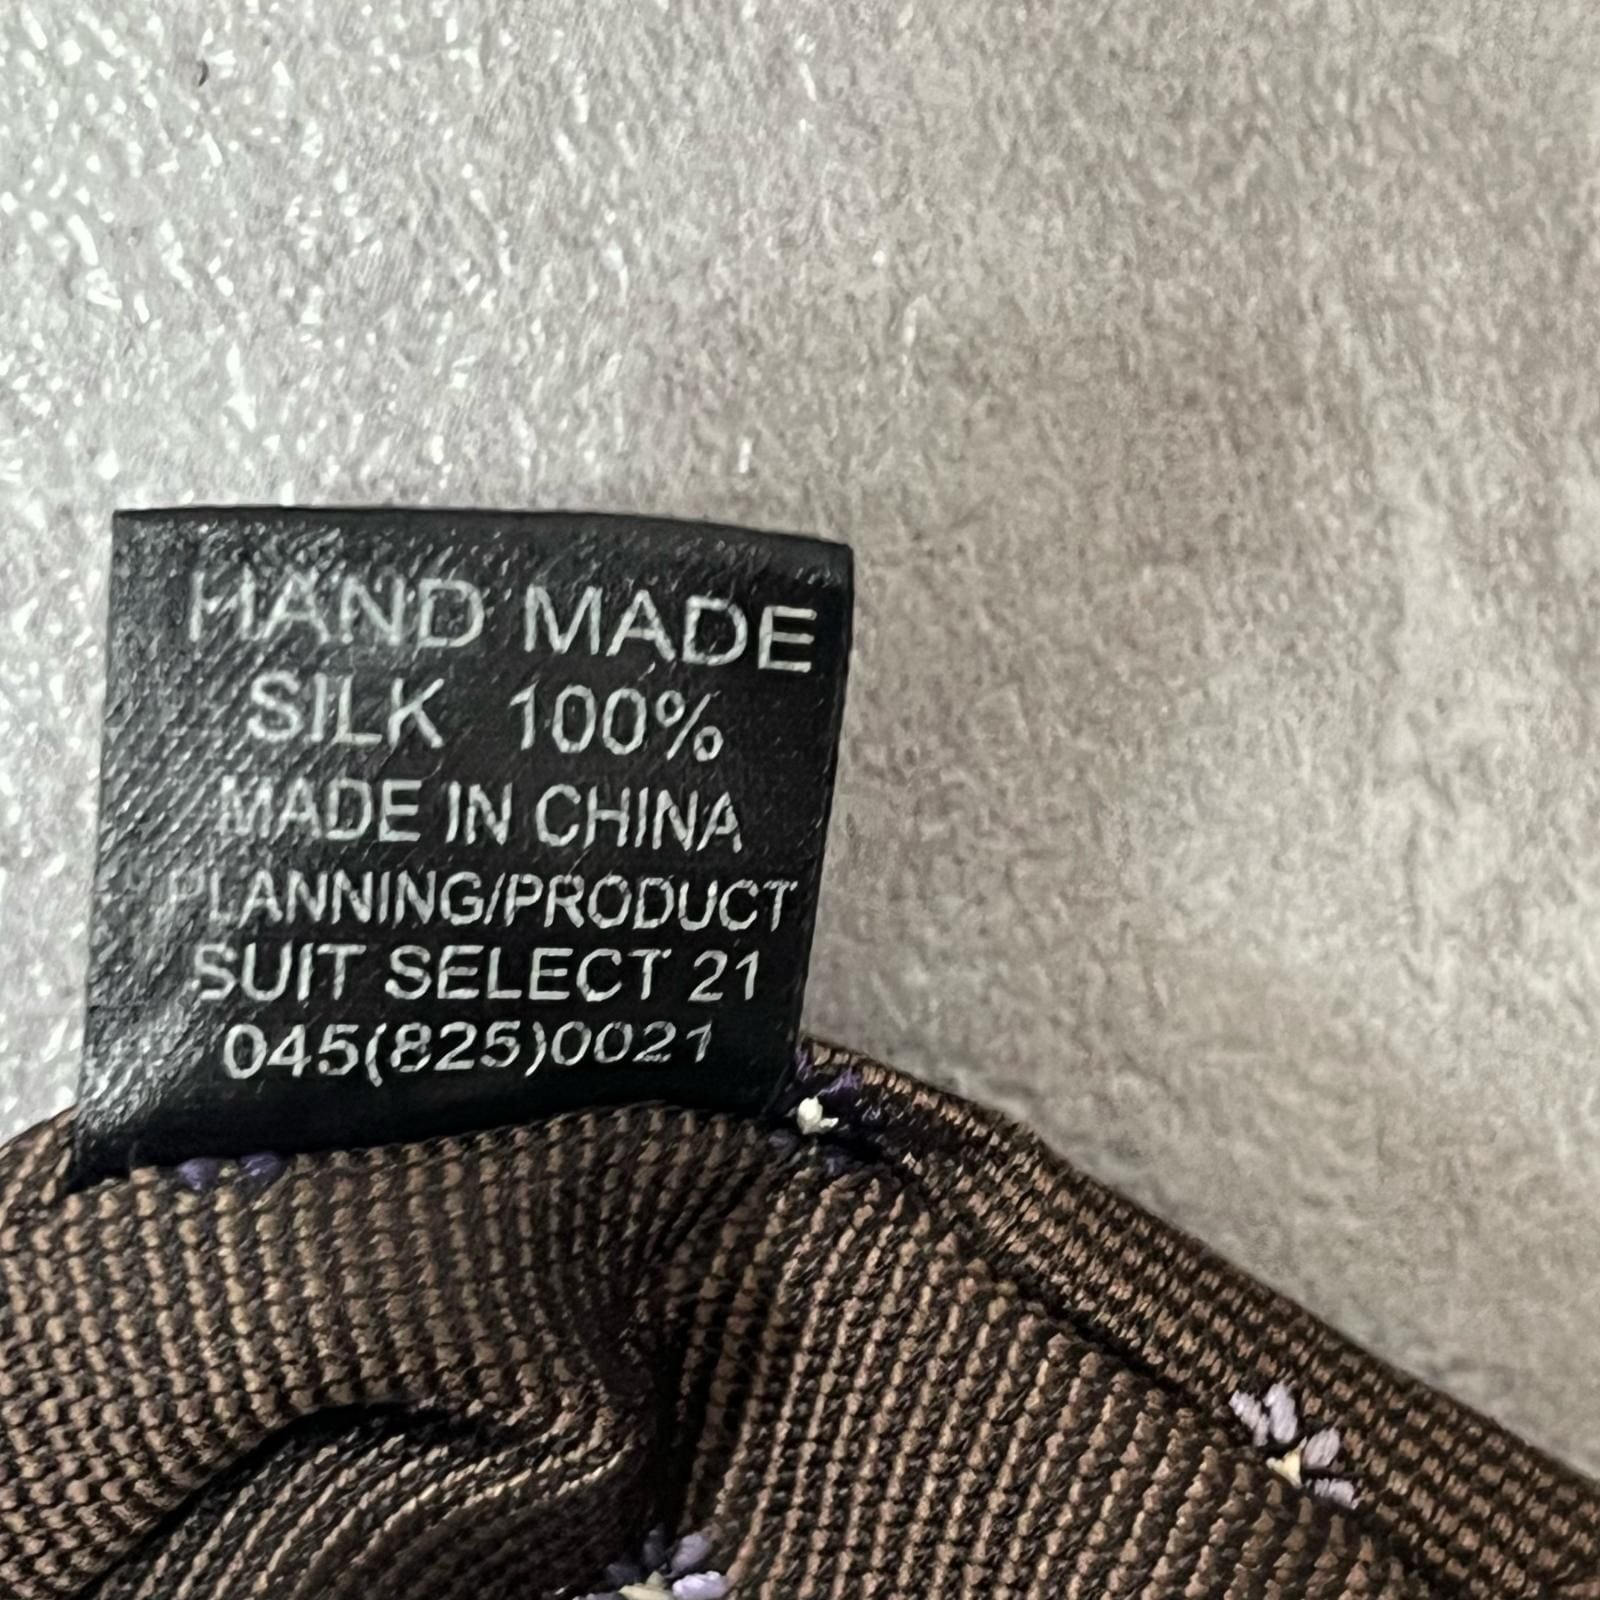 HAND MADE
SILK 100%
MADE IN CHINA
PLANNING/PRODUCT
SUIT SELECT 21
045(825)0021